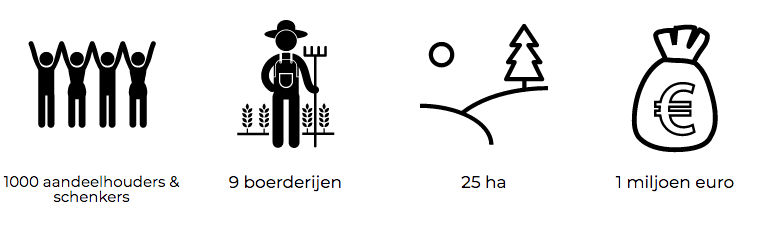 1000 aandeelhouders &
schenkers
9 boerderijen
25 ha
€
1 miljoen euro